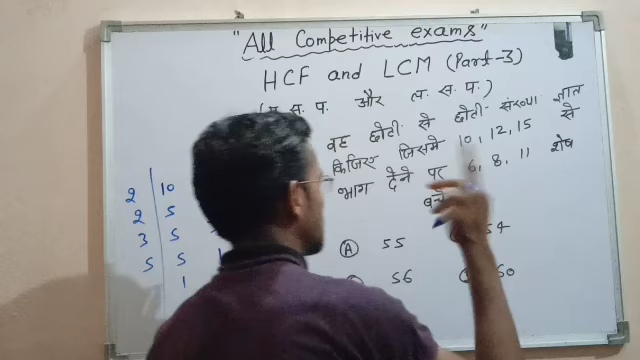 "All Competitive exams"
HCF and LCM (Part-3)
स. प. और ल. स. प.)
वह छोटी से छोटी संख्या ज्ञात
किजिए जिसमे 10, 12, 15 से
भाग देने पर 6, 8, 11 शेष
बचे
2 10
2 5
3 5
5 5
1
(A) 55
54
56